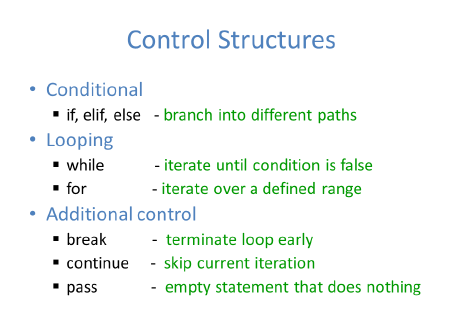 Control Structures
• Conditional
▪ if, elif, else - branch into different paths
• Looping
▪ while - iterate until condition is false
▪ for - iterate over a defined range
• Additional control
▪ break - terminate loop early
▪ continue - skip current iteration
▪ pass - empty statement that does nothing